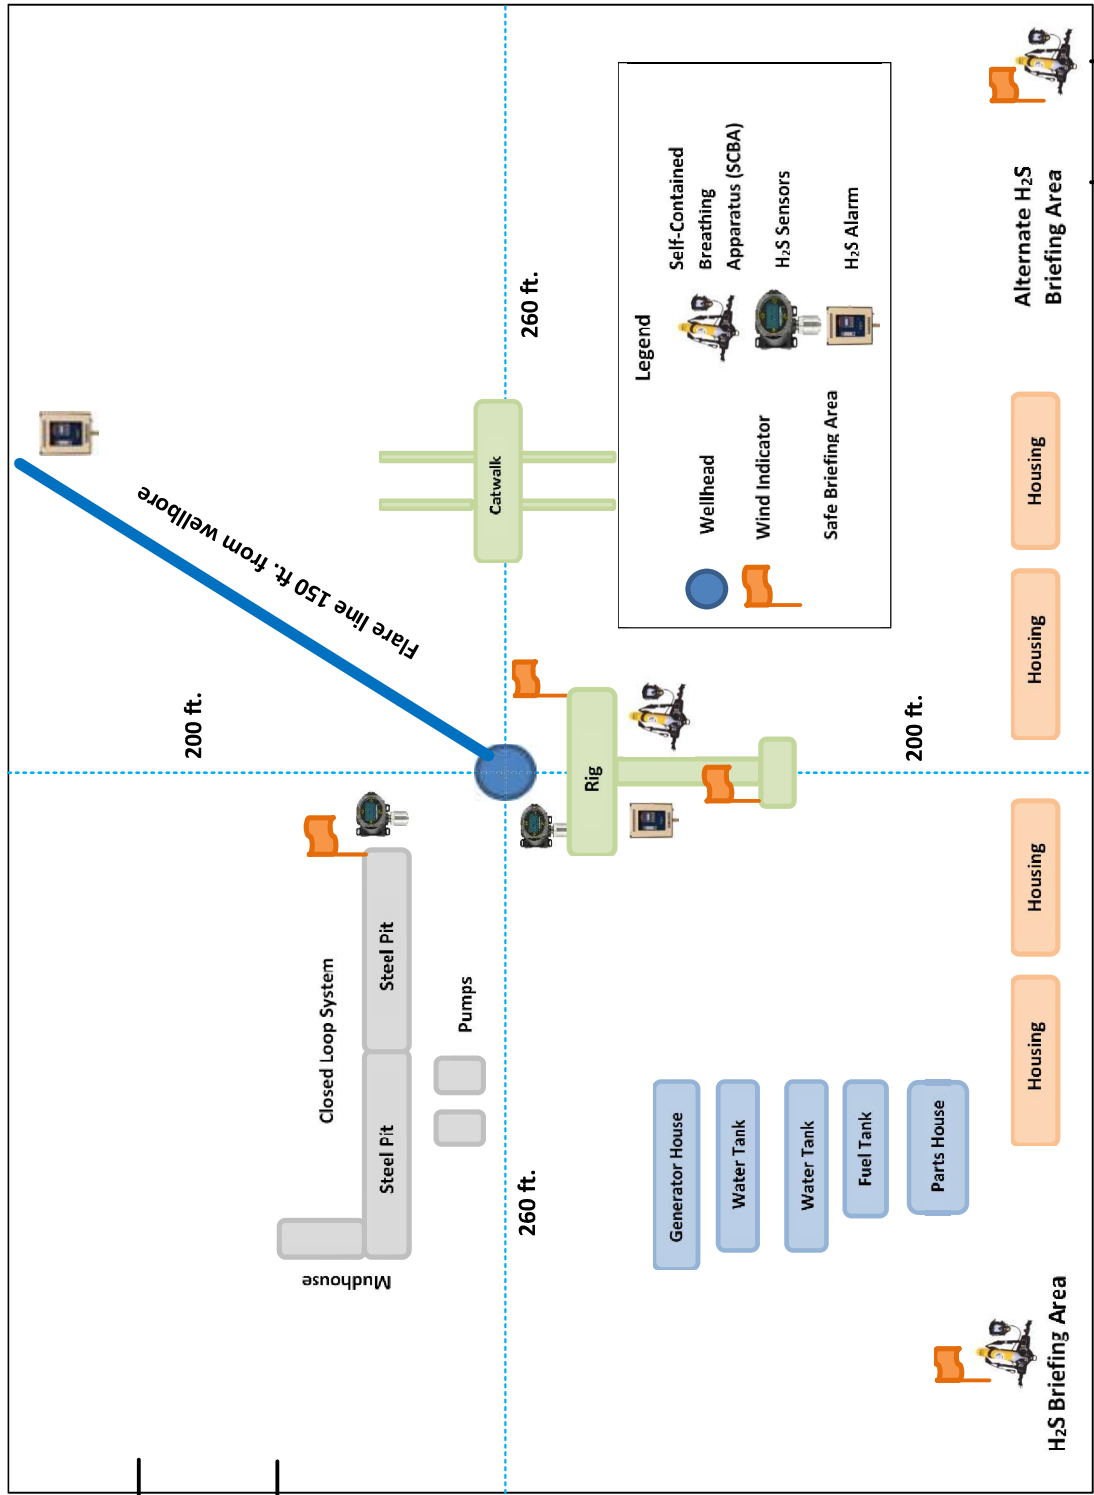 Flare line 150 ft. from wellbore
200 ft.
260 ft.
Catwalk
Closed Loop System
Steel Pit
Steel Pit
Mudhouse
Pumps
260 ft.
Rig
200 ft.
Legend
Wellhead
Wind Indicator
Safe Briefing Area
Self-Contained
Breathing
Apparatus (SCBA)
H₂S Sensors
H₂S Alarm
Generator House
Water Tank
Water Tank
Fuel Tank
Parts House
Housing
Housing
Housing
Housing
H₂S Briefing Area
Alternate H₂S
Briefing Area